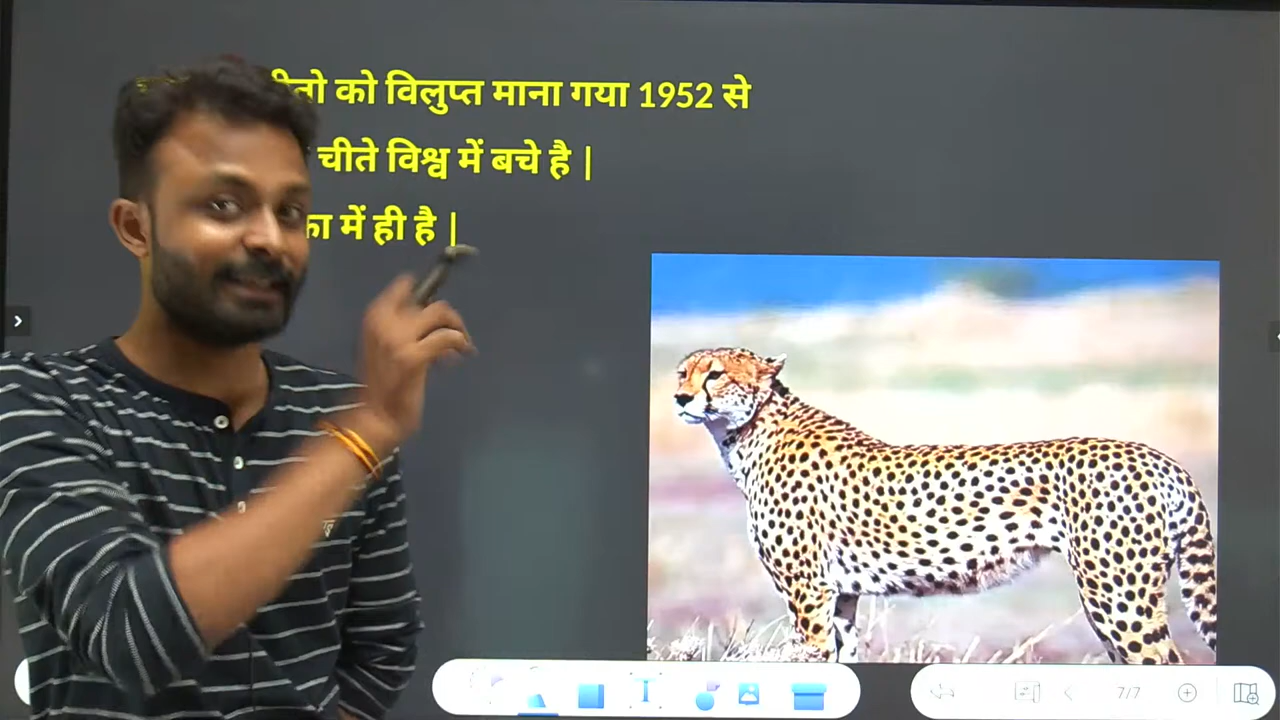 को विलुप्त माना गया 1952 से
चीते विश्व में बचे है |
में ही है |
7/7